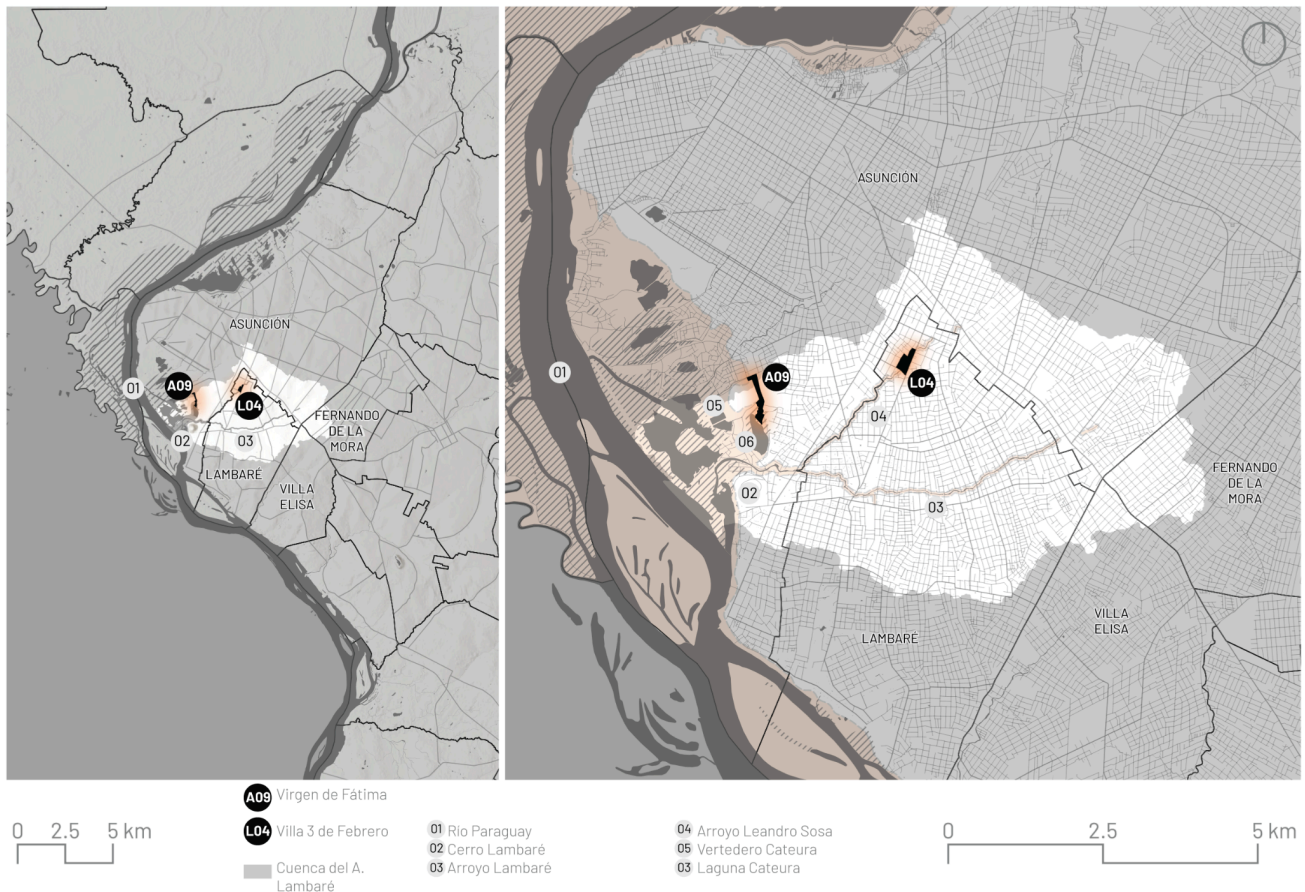 ASUNCIÓN
01
A09
L04
02
03
FERNANDO
DE LA
MORA
LAMBARÉ
VILLA
ELISA
ASUNCIÓN
01
A09
L04
05
04
06
02
03
FERNANDO
DE LA
MORA
VILLA
ELISA
LAMBARÉ
A09 Virgen de Fátima
L04 Villa 3 de Febrero
Cuenca del A.
Lambaré
0 2.5 5 km
01 Río Paraguay
02 Cerro Lambaré
03 Arroyo Lambaré
04 Arroyo Leandro Sosa
05 Vertedero Cateura
03 Laguna Cateura
0 2.5 5 km